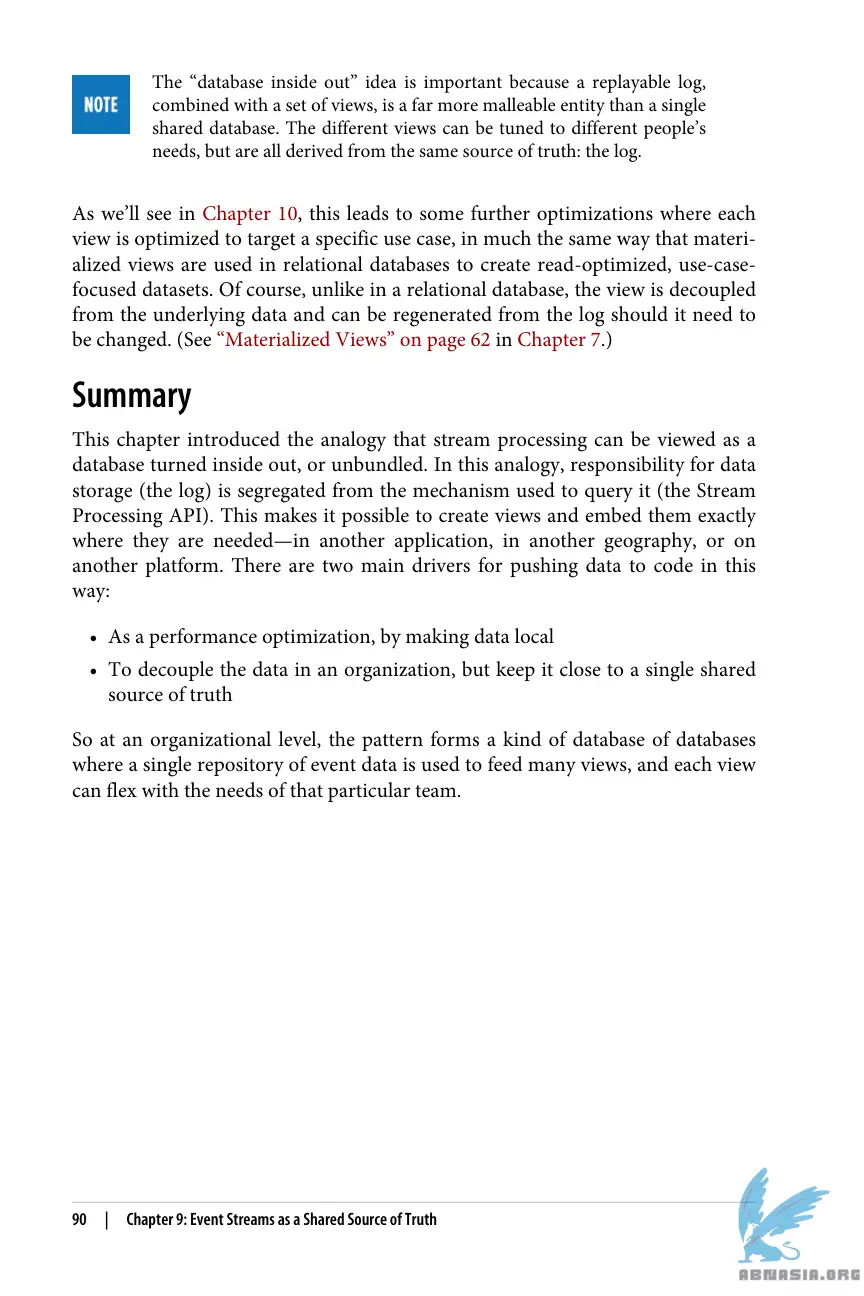 NOTE
The “database inside out” idea is important because a replayable log,
combined with a set of views, is a far more malleable entity than a single
shared database. The different views can be tuned to different people’s
needs, but are all derived from the same source of truth: the log.
As we’ll see in Chapter 10, this leads to some further optimizations where each
view is optimized to target a specific use case, in much the same way that materi-
alized views are used in relational databases to create read-optimized, use-case-
focused datasets. Of course, unlike in a relational database, the view is decoupled
from the underlying data and can be regenerated from the log should it need to
be changed. (See “Materialized Views” on page 62 in Chapter 7.)
Summary
This chapter introduced the analogy that stream processing can be viewed as a
database turned inside out, or unbundled. In this analogy, responsibility for data
storage (the log) is segregated from the mechanism used to query it (the Stream
Processing API). This makes it possible to create views and embed them exactly
where they are needed—in another application, in another geography, or on
another platform. There are two main drivers for pushing data to code in this
way:
• As a performance optimization, by making data local
• To decouple the data in an organization, but keep it close to a single shared
source of truth
So at an organizational level, the pattern forms a kind of database of databases
where a single repository of event data is used to feed many views, and each view
can flex with the needs of that particular team.
90 | Chapter 9: Event Streams as a Shared Source of Truth
ABNASIA.ORG